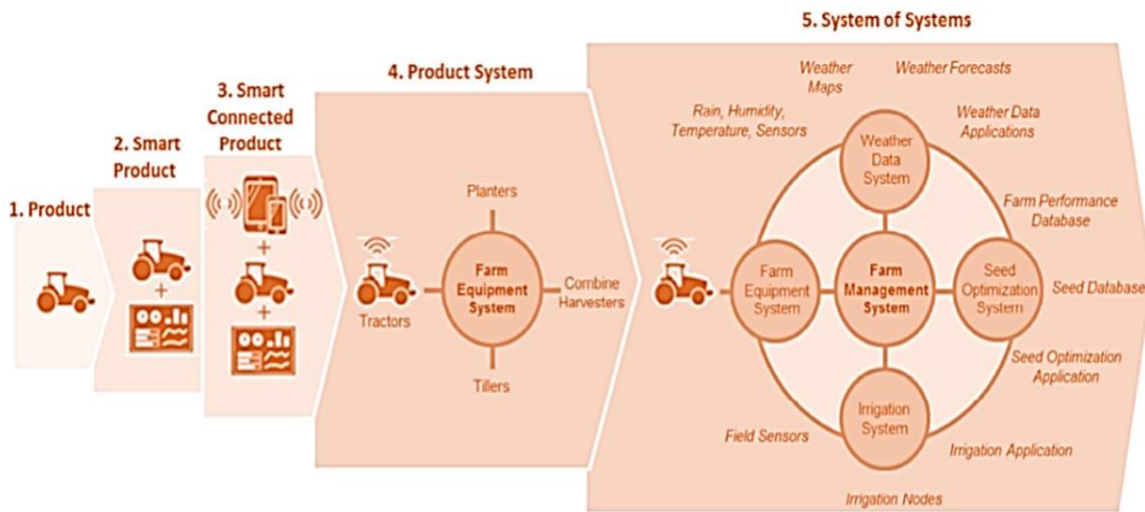 1. Product
2. Smart
Product
3. Smart
Connected
Product
4. Product System
Planters
Tractors
Farm
Equipment
System
Combine
Harvesters
Tillers
5. System of Systems
Weather
Maps
Weather Forecasts
Rain, Humidity,
Temperature, Sensors
Weather Data
Applications
Weather
Data
System
Farm Performance
Database
Farm
Equipment
System
Farm
Management
System
Seed
Optimization
System
Seed Database
Seed Optimization
Application
Irrigation
System
Field Sensors
Irrigation Application
Irrigation Nodes